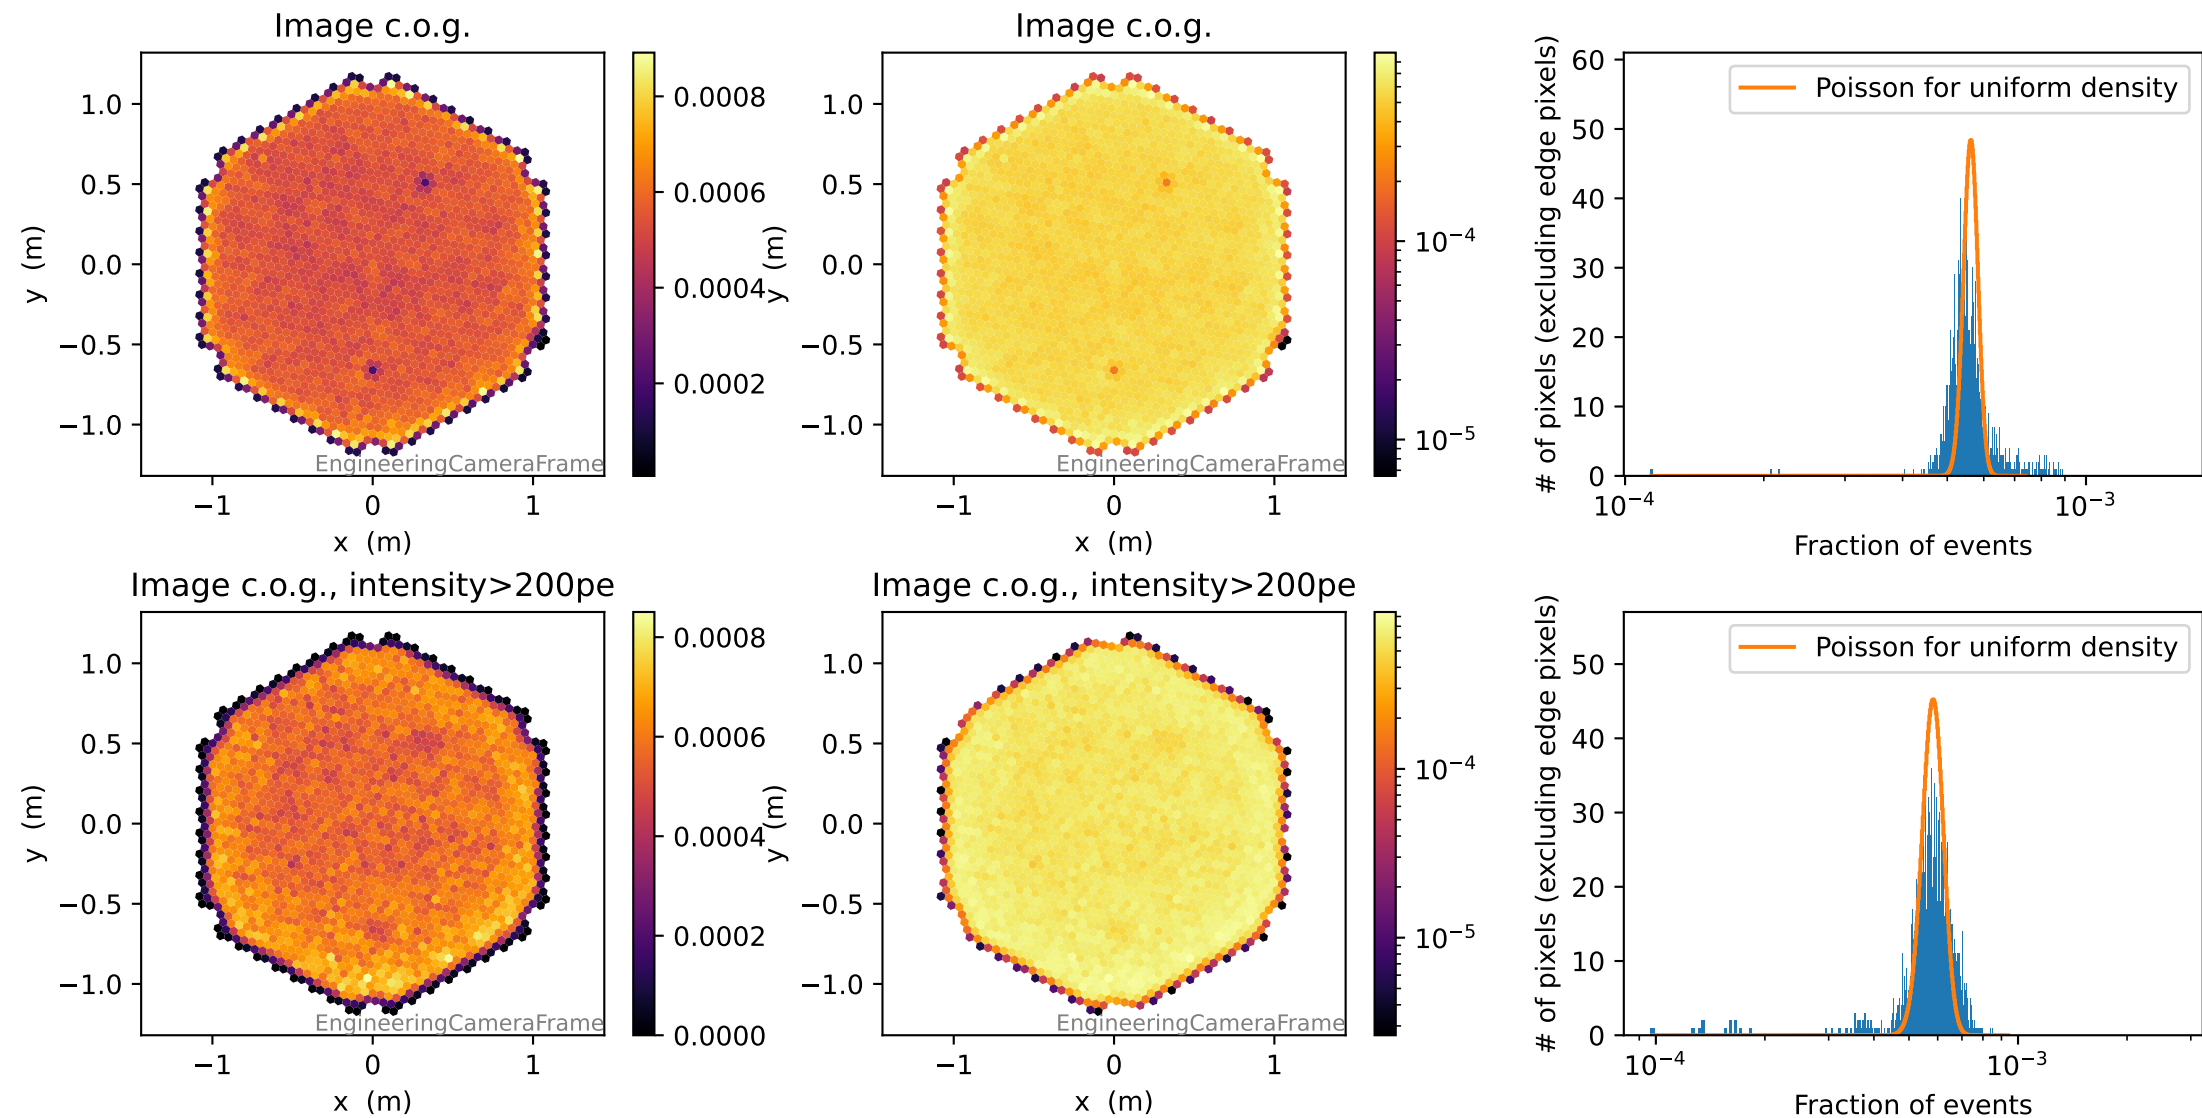 Image c.o.g.
1.0
0.5
0.0
−0.5
−1.0
y (m)
−1
0
1
x (m)
EngineeringCameraFrame
0.0008
0.0006
0.0004
0.0002
Image c.o.g.
1.0
0.5
0.0
−0.5
−1.0
y (m)
−1
0
1
x (m)
EngineeringCameraFrame
10⁻⁴
10⁻⁵
# of pixels (excluding edge pixels)
60
50
40
30
20
10
0
Poisson for uniform density
10⁻⁴
10⁻³
Fraction of events
Image c.o.g., intensity>200pe
1.0
0.5
0.0
−0.5
−1.0
y (m)
−1
0
1
x (m)
EngineeringCameraFrame
0.0008
0.0006
0.0004
0.0002
0.0000
Image c.o.g., intensity>200pe
1.0
0.5
0.0
−0.5
−1.0
y (m)
−1
0
1
x (m)
EngineeringCameraFrame
10⁻⁴
10⁻⁵
# of pixels (excluding edge pixels)
50
40
30
20
10
0
Poisson for uniform density
10⁻⁴
10⁻³
Fraction of events